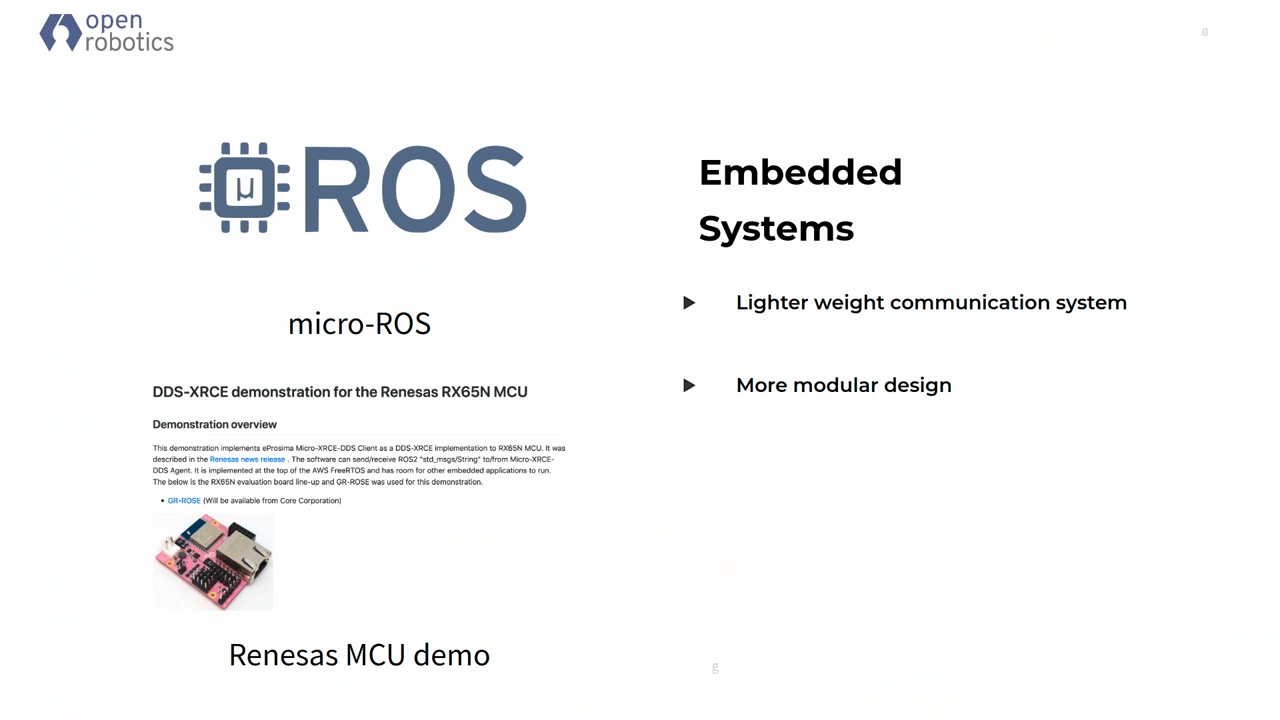 open
robotics
8
µROS
micro-ROS
DDS-XRCE demonstration for the Renesas RX65N MCU
Demonstration overview
This demonstration implements eProsima Micro-XRCE-DDS Client as a DDS-XRCE implementation to RX65N MCU. It was
described in the Renesas news release . The software can send/receive ROS2 "std_msgs/String" to/from Micro-XRCE-
DDS Agent. It is implemented at the top of the AWS FreeRTOS and has room for other embedded applications to run.
The below is the RX65N evaluation board line-up and GR-ROSE was used for this demonstration.
• GR-ROSE (Will be available from Core Corporation)
Renesas MCU demo
Embedded
Systems
Lighter weight communication system
More modular design
g